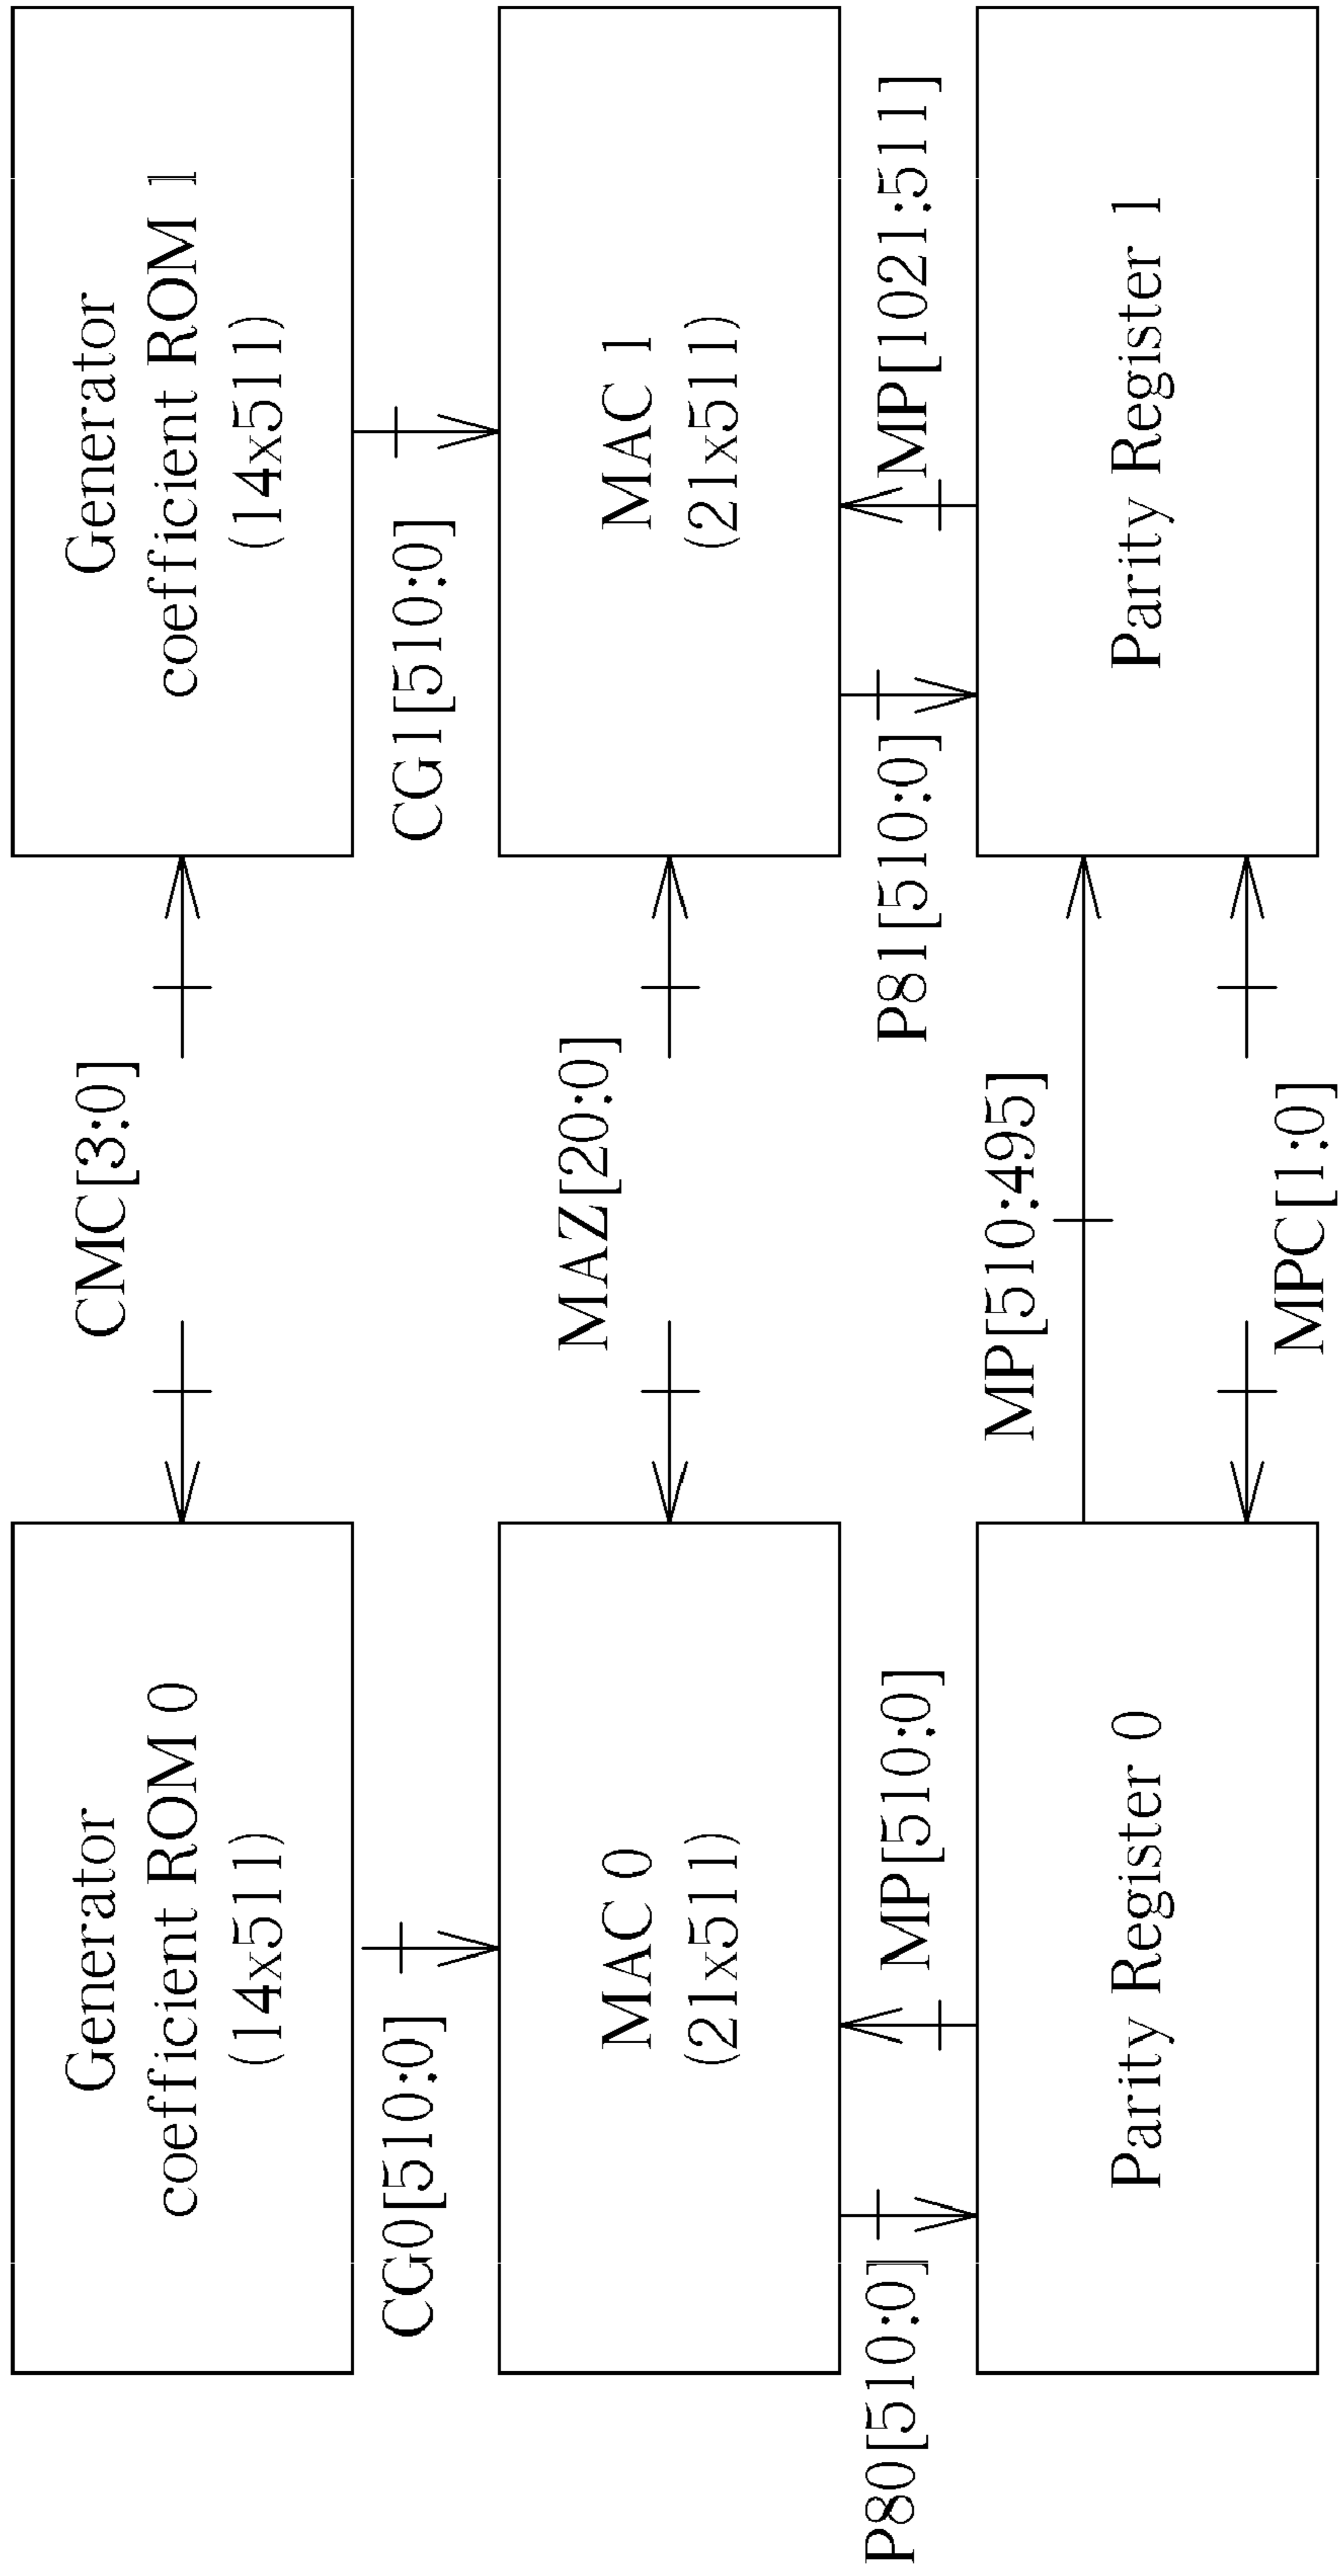 Generator
coefficient ROM 0
(14x511)
CMC[3:0]
Generator
coefficient ROM 1
(14x511)
CG0[510:0]
CG1[510:0]
MAC 0
(21x511)
MAZ[20:0]
MAC 1
(21x511)
P80[510:0]
MP[510:0]
P81[510:0]
MP[1021:511]
Parity Register 0
MP[510:495]
Parity Register 1
MPC[1:0]